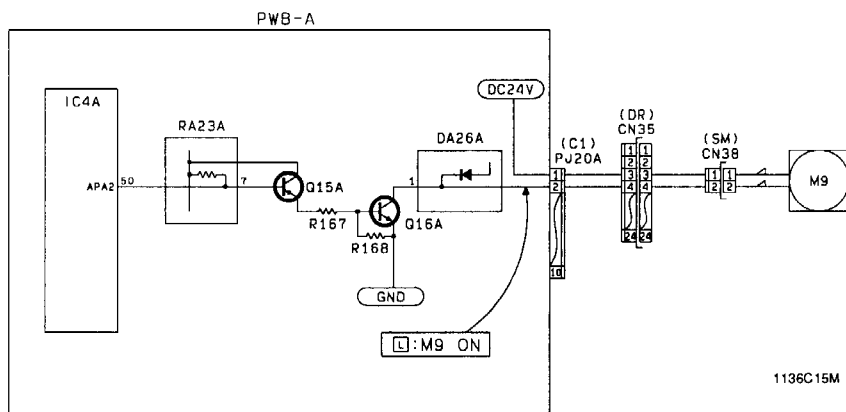 PWB-A
IC4A
APA2
50
RA23A
7
Q15A
R167
R168
Q16A
GND
DA26A
1
DC24V
(C1)
PJ20A
1
2
10
(DR)
CN35
1 1
2 2
3 3
4 4
24 24
(SM)
CN38
1 1
2 2
M9
L:M9 ON
1136C15M